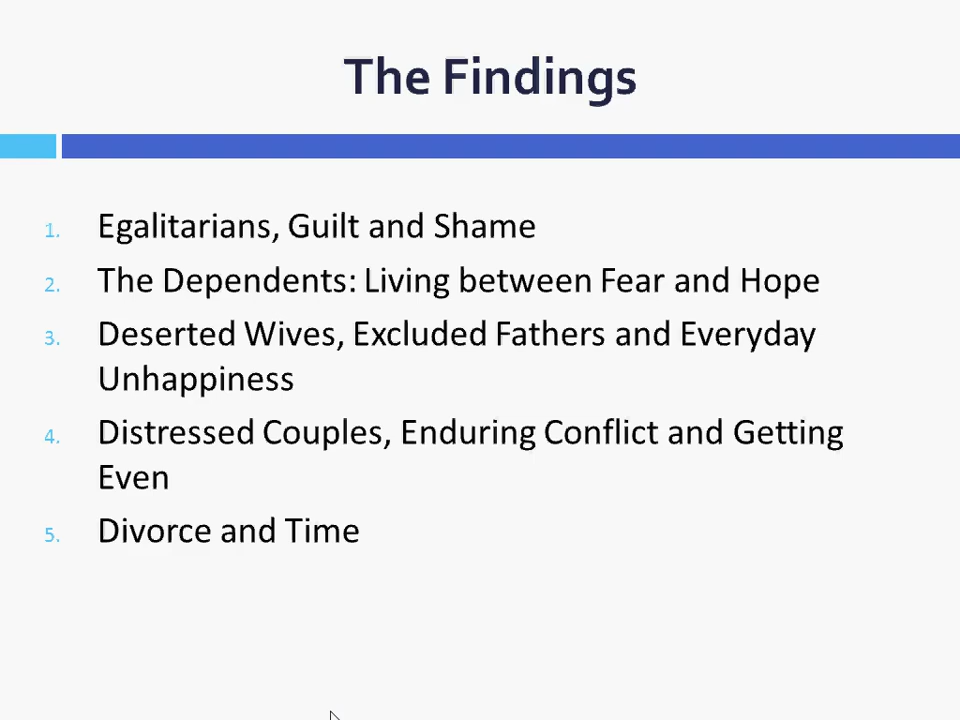 The Findings
1. Egalitarians, Guilt and Shame
2. The Dependents: Living between Fear and Hope
3. Deserted Wives, Excluded Fathers and Everyday
Unhappiness
4. Distressed Couples, Enduring Conflict and Getting
Even
5. Divorce and Time